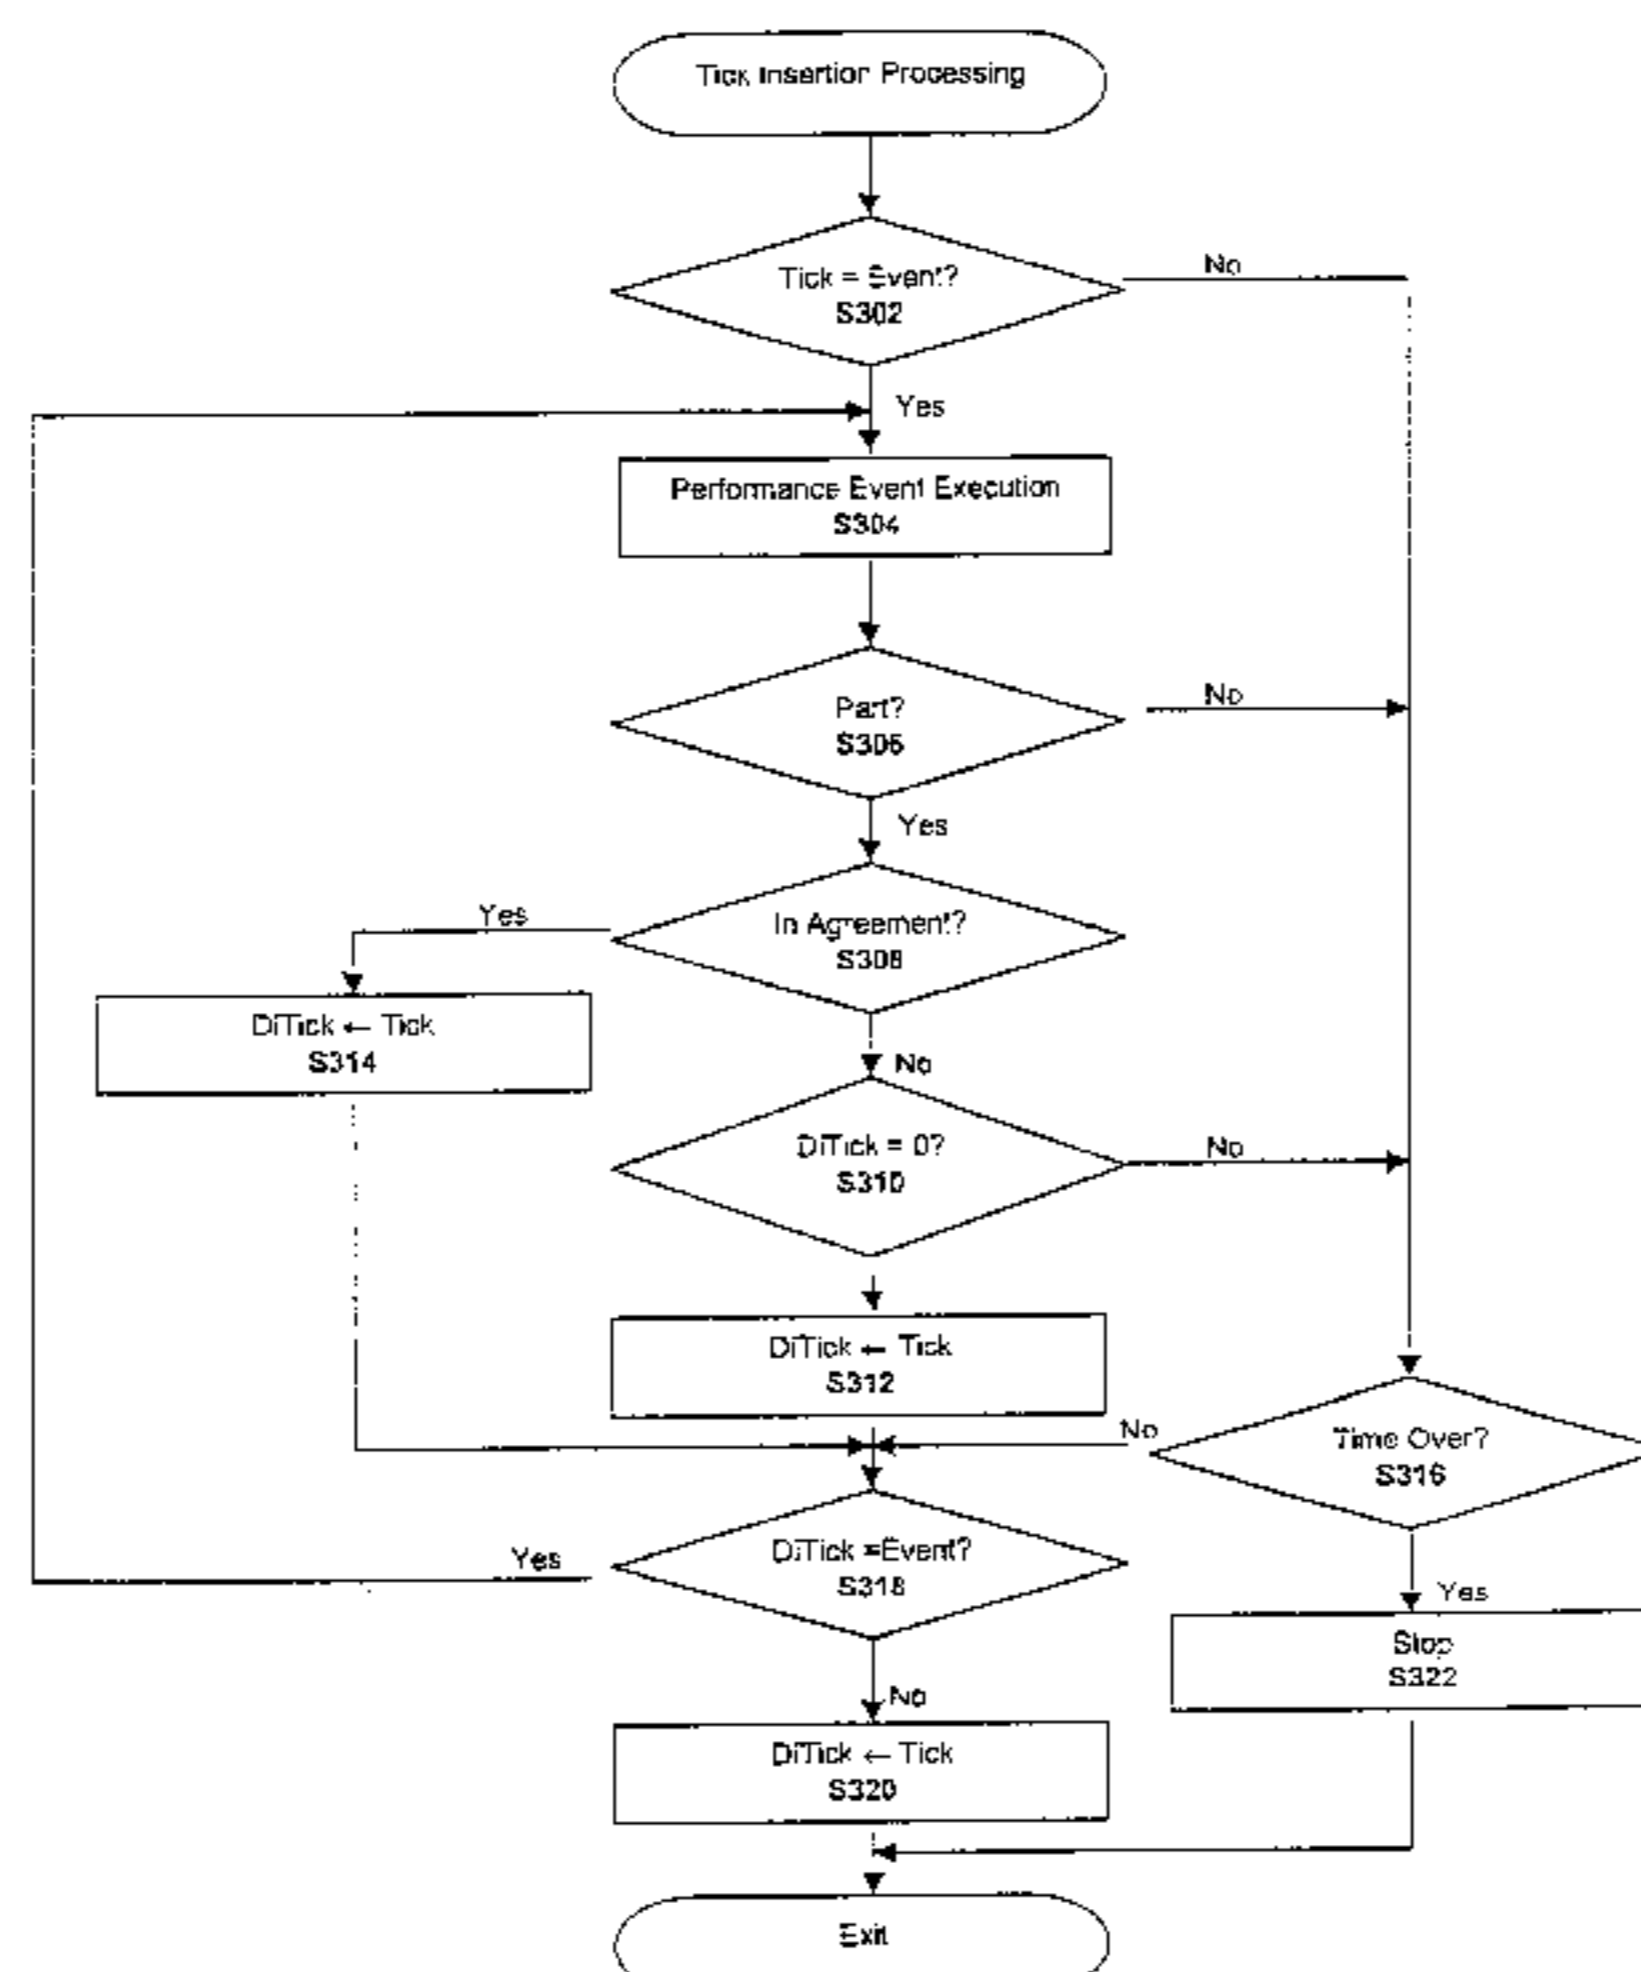 Tick Insertion Processing
Tick = Event?
S302
No
Yes
Performance Event Execution
S304
Part?
S306
No
Yes
In Agreement?
S308
Yes
DiTick ← Tick
S314
No
DiTick = 0?
S310
No
DiTick ← Tick
S312
No
Time Over?
S316
DiTick =Event?
S318
Yes
Yes
Stop
S322
No
DiTick ← Tick
S320
Exit